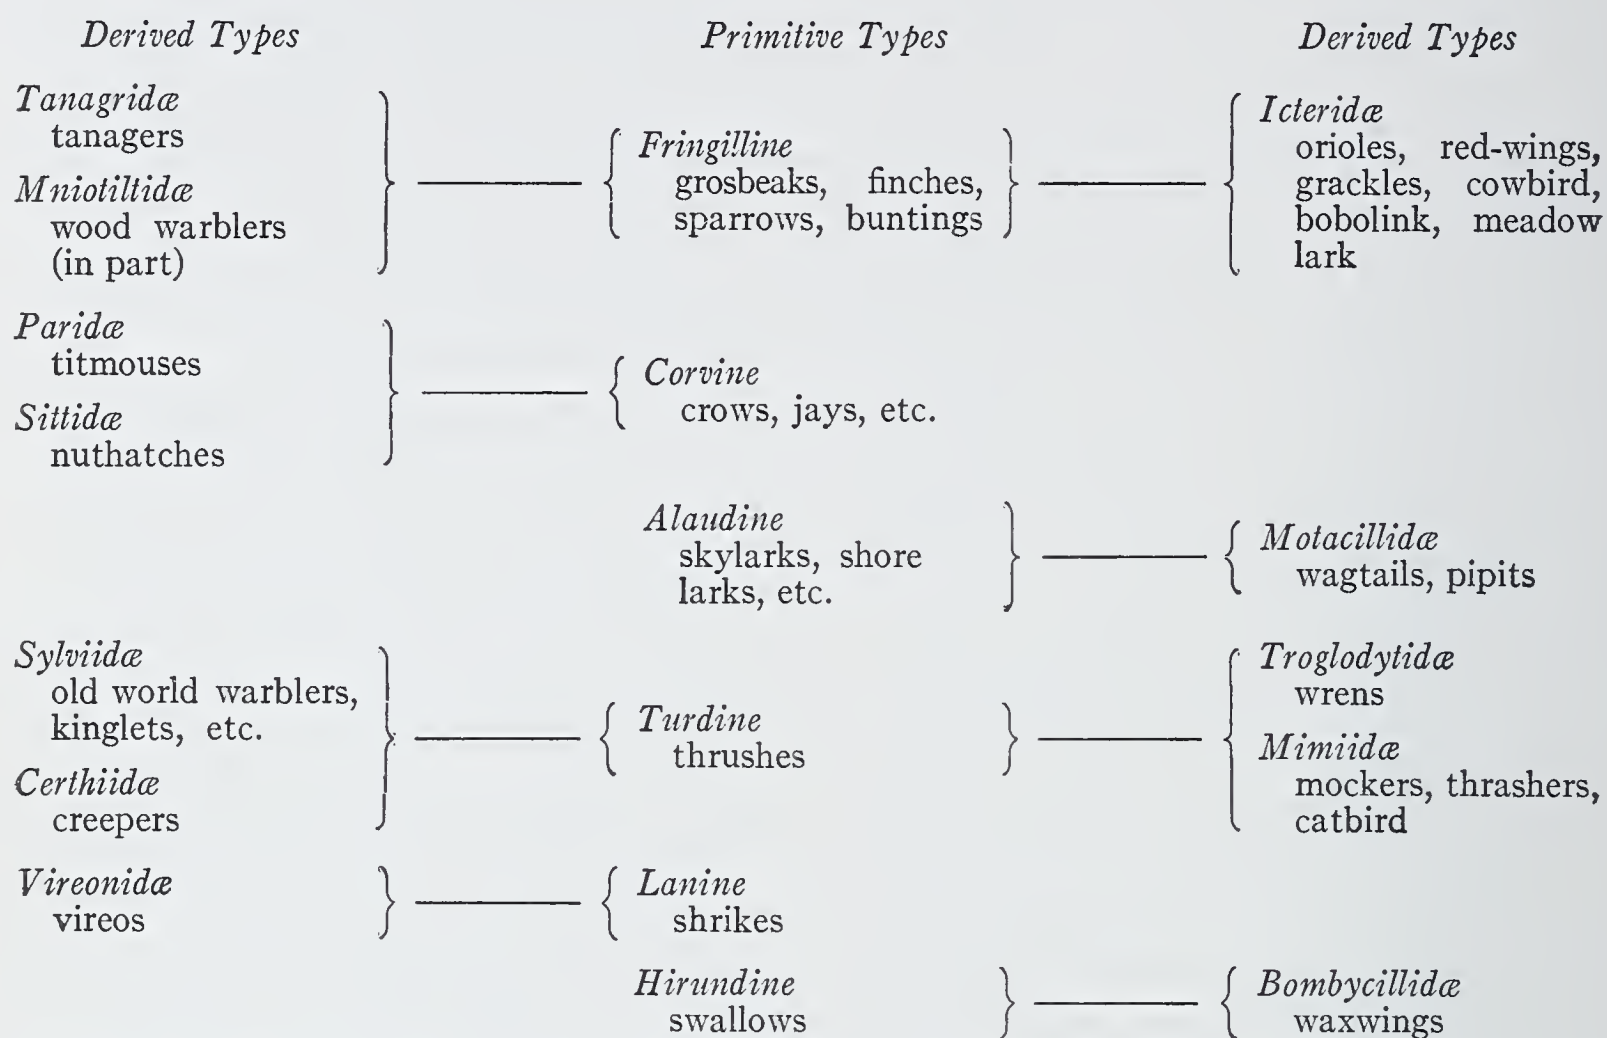 Derived Types Primitive Types Derived Types
Tanagridæ
tanagers
Mniotiltidæ
wood warblers
(in part)
Fringilline
grosbeaks, finches,
sparrows, buntings
Icteridæ
orioles, red-wings,
grackles, cowbird,
bobolink, meadow
lark
Paridæ
titmouses
Sittidæ
nuthatches
Corvine
crows, jays, etc.
Alaudine
skylarks, shore
larks, etc.
Motacillidæ
wagtails, pipits
Sylviidæ
old world warblers,
kinglets, etc.
Certhiidæ
creepers
Turdine
thrushes
Troglodytidæ
wrens
Mimiidæ
mockers, thrashers,
catbird
Vireonidæ
vireos
Lanine
shrikes
Hirundine
swallows
Bombycillidæ
waxwings